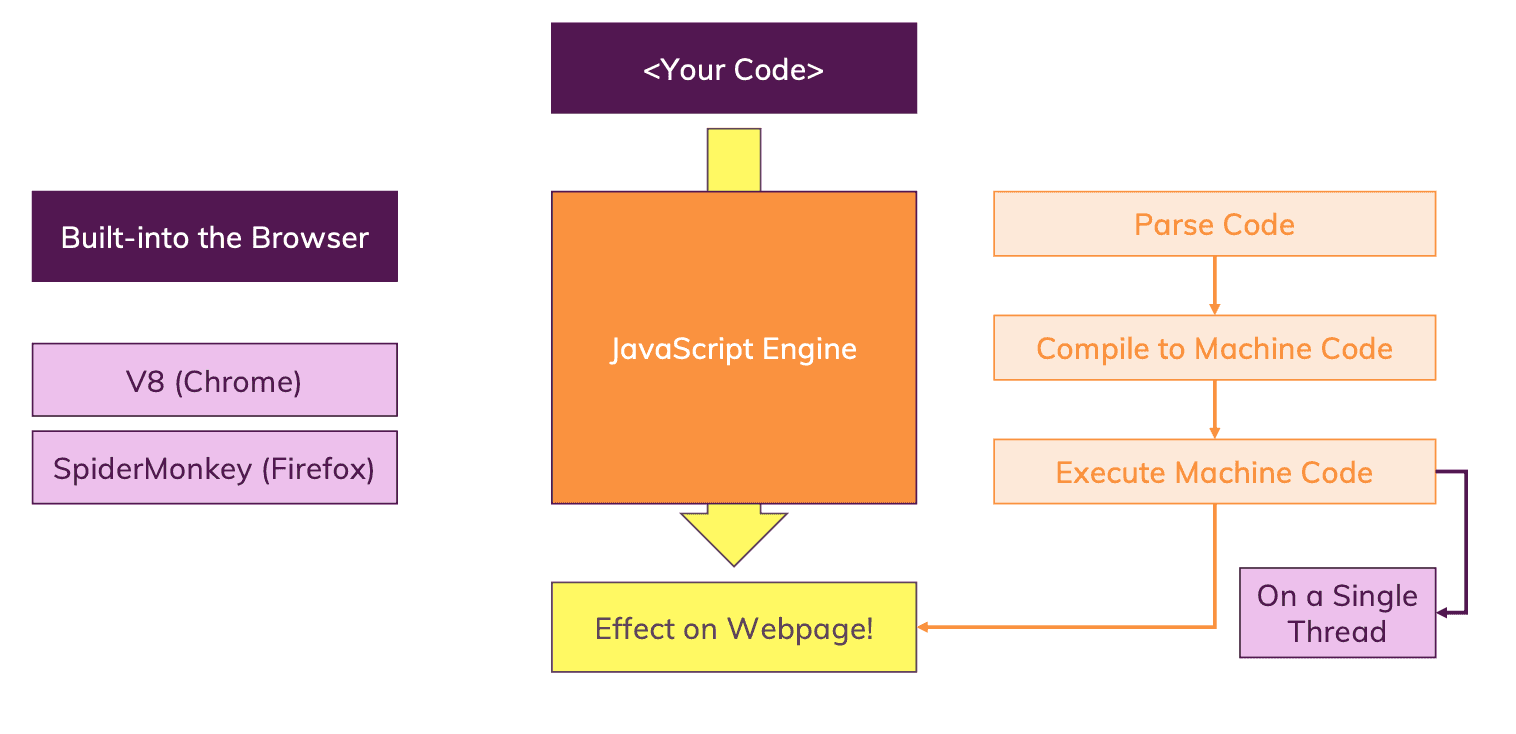 <Your Code>
Built-into the Browser
V8 (Chrome)
SpiderMonkey (Firefox)
JavaScript Engine
Parse Code
Compile to Machine Code
Execute Machine Code
On a Single
Thread
Effect on Webpage!